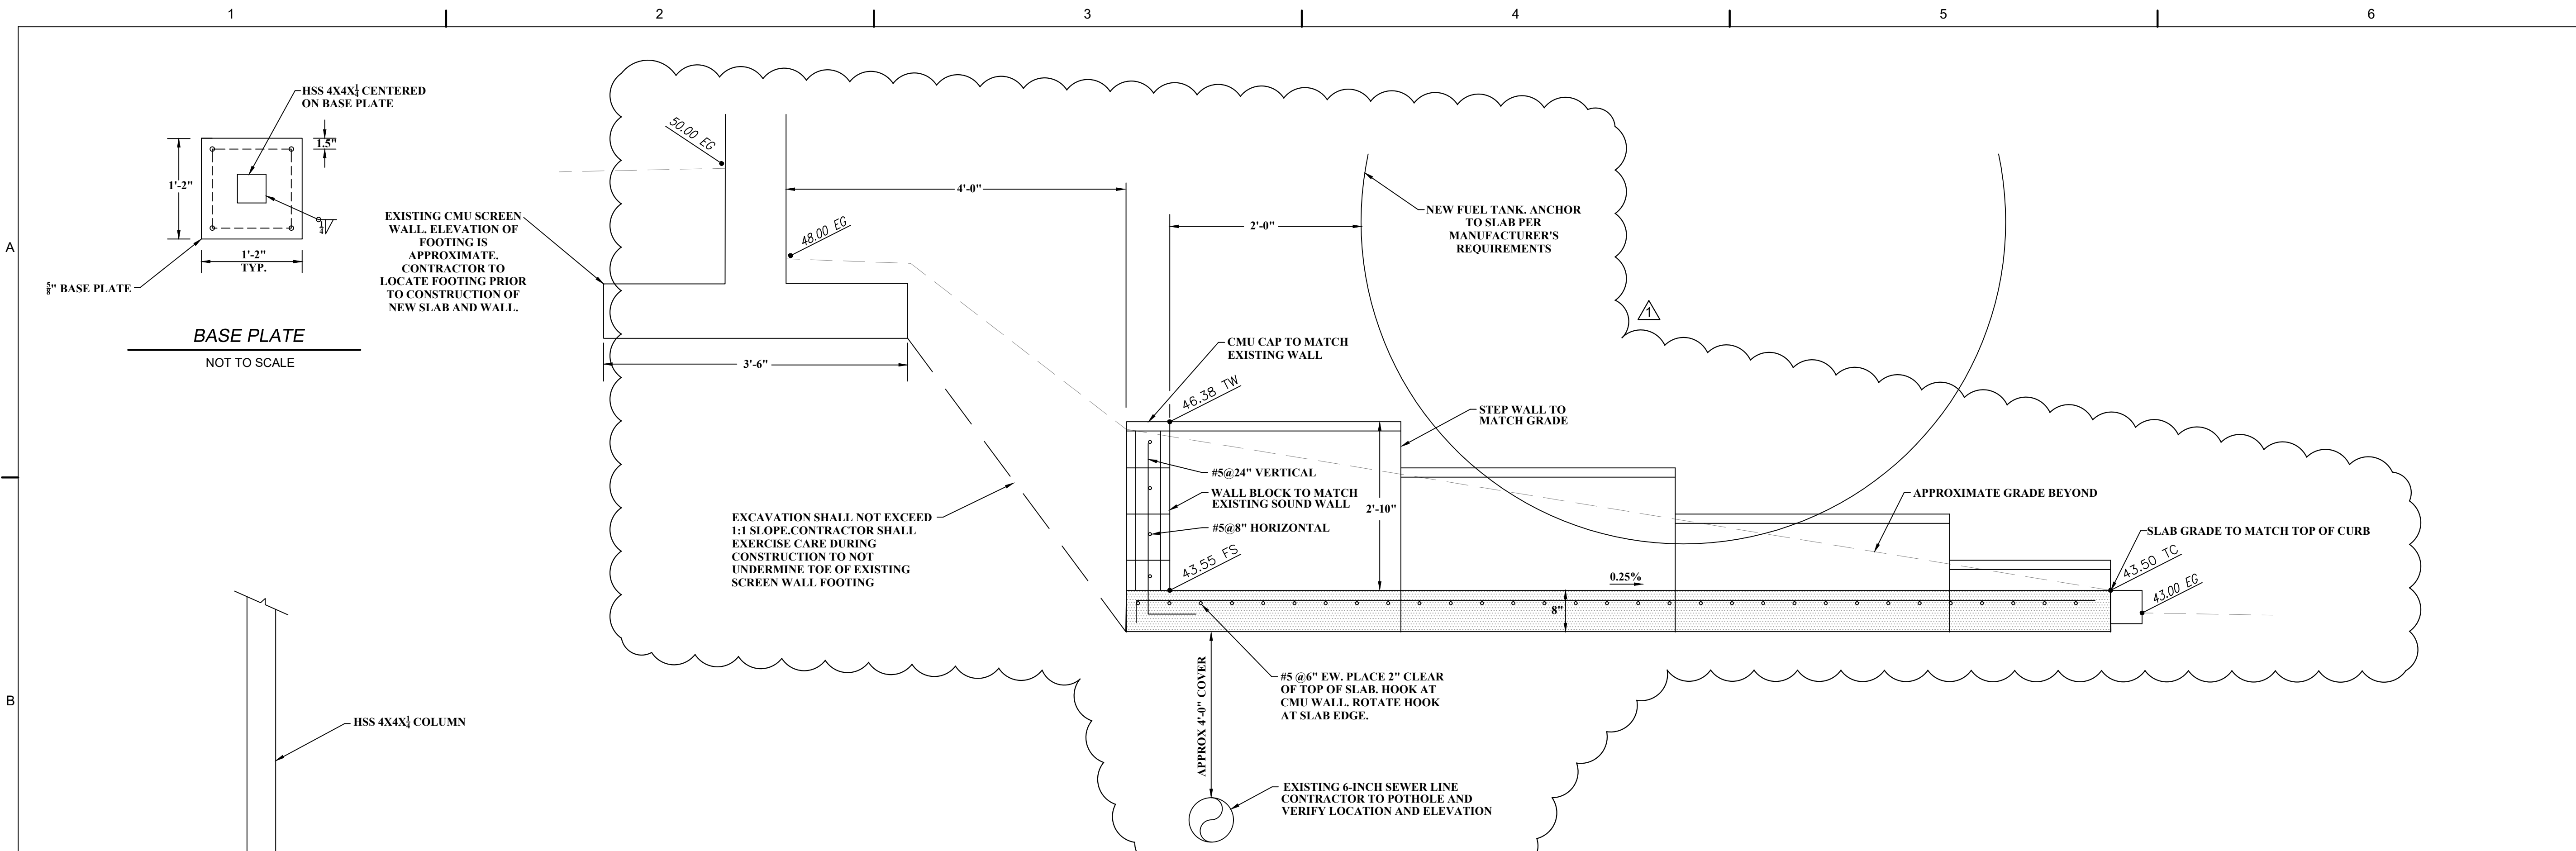 1
2
3
4
5
6
A
B
HSS 4X4X1/4 CENTERED
ON BASE PLATE
1.5"
1'-2"
1/4
1'-2"
TYP.
5/8" BASE PLATE
BASE PLATE
NOT TO SCALE
EXISTING CMU SCREEN
WALL. ELEVATION OF
FOOTING IS
APPROXIMATE.
CONTRACTOR TO
LOCATE FOOTING PRIOR
TO CONSTRUCTION OF
NEW SLAB AND WALL.
50.00 EG
48.00 EG
4'-0"
2'-0"
3'-6"
NEW FUEL TANK. ANCHOR
TO SLAB PER
MANUFACTURER'S
REQUIREMENTS
1
CMU CAP TO MATCH
EXISTING WALL
46.38 TW
STEP WALL TO
MATCH GRADE
#5@24" VERTICAL
WALL BLOCK TO MATCH
EXISTING SOUND WALL
2'-10"
#5@8" HORIZONTAL
43.55 FS
APPROXIMATE GRADE BEYOND
SLAB GRADE TO MATCH TOP OF CURB
43.50 TC
43.00 EG
0.25%
8"
EXCAVATION SHALL NOT EXCEED
1:1 SLOPE.CONTRACTOR SHALL
EXERCISE CARE DURING
CONSTRUCTION TO NOT
UNDERMINE TOE OF EXISTING
SCREEN WALL FOOTING
#5 @6" EW. PLACE 2" CLEAR
OF TOP OF SLAB. HOOK AT
CMU WALL. ROTATE HOOK
AT SLAB EDGE.
APPROX 4'-0" COVER
EXISTING 6-INCH SEWER LINE
CONTRACTOR TO POTHOLE AND
VERIFY LOCATION AND ELEVATION
HSS 4X4X1/4 COLUMN